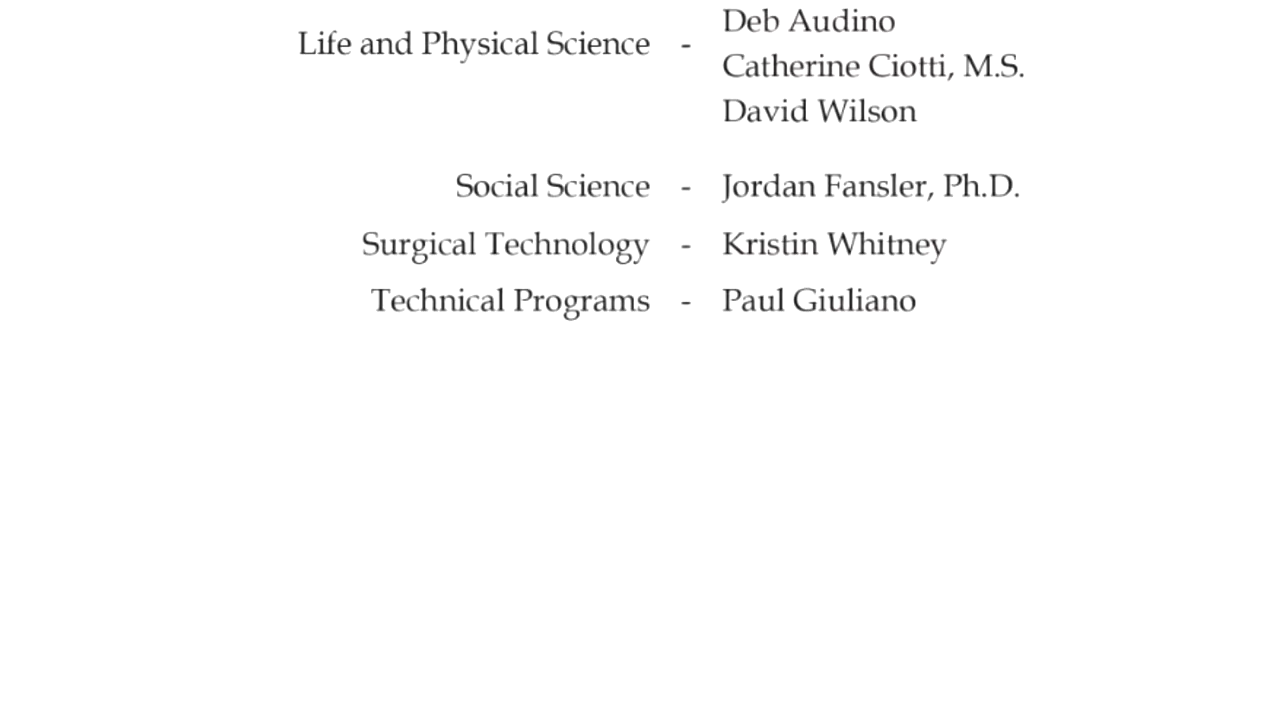 Deb Audino
Life and Physical Science - Catherine Ciotti, M.S.
David Wilson
Social Science - Jordan Fansler, Ph.D.
Surgical Technology - Kristin Whitney
Technical Programs - Paul Giuliano